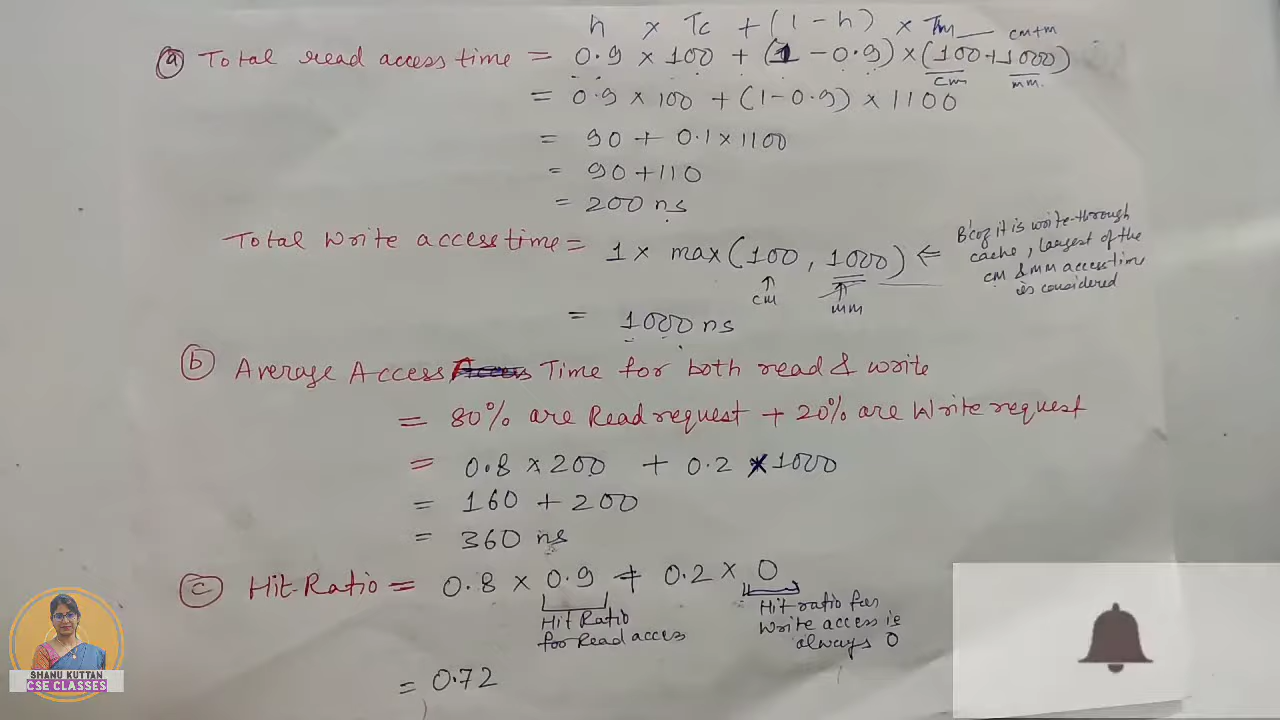 h × Tc + (1 - h) × Tm cm+m
(a) Total read access time = 0.9 × 100 + (1 - 0.9) × (100 + 1000)
cm mm.
= 0.9 × 100 + (1 - 0.9) × 1100
= 90 + 0.1 × 1100
= 90 + 110
= 200 ns
Total Write access time = 1 × max(100, 1000) ⇐ B'coz it is write-through
cache, largest of the
cm & mm access time
is considered
↑ ↑
cm mm
= 1000 ns
(b) Average Access Time for both read & write
= 80% are Read request + 20% are Write request
= 0.8 × 200 + 0.2 × 1000
= 160 + 200
= 360 ns
(c) Hit Ratio = 0.8 × 0.9 + 0.2 × 0
Hit Ratio
for Read access
Hit ratio for
Write access is
always 0
= 0.72
SHANU KUTTAN
CSE CLASSES